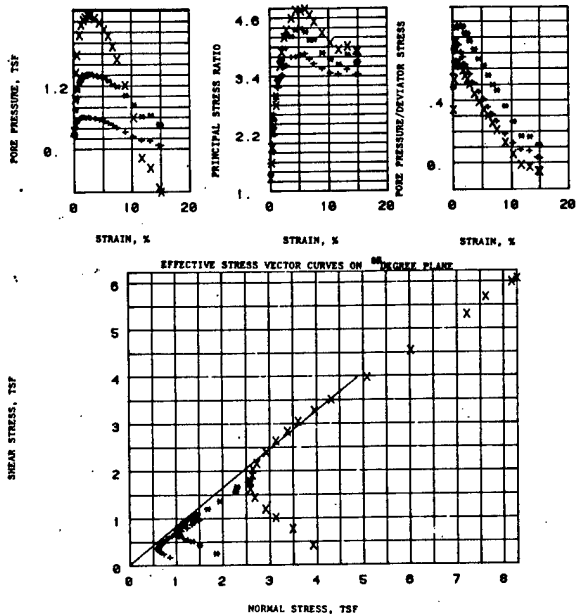 PORE PRESSURE, TSF
1.2
0.
0 10 20
STRAIN, %
PRINCIPAL STRESS RATIO
4.6
3.4
2.2
1.
0 10 20
STRAIN, %
PORE PRESSURE/DEVIATOR STRESS
.4
0.
0 10 20
STRAIN, %
EFFECTIVE STRESS VECTOR CURVES ON DEGREE PLANE
SHEAR STRESS, TSF
6
5
4
3
2
1
0
0 1 2 3 4 5 6 7 8
NORMAL STRESS, TSF